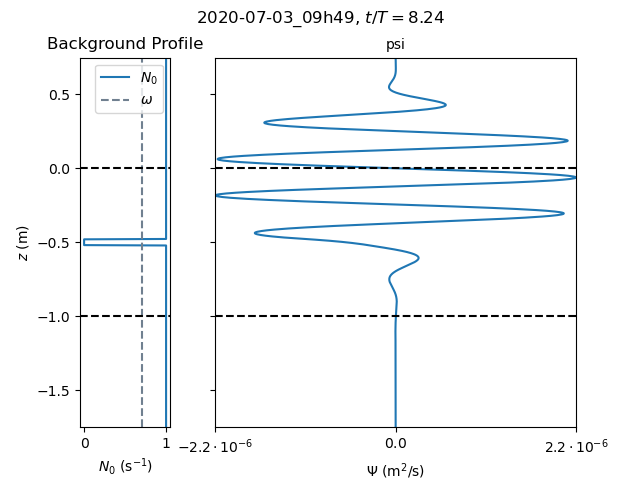 2020-07-03_09h49, t/T = 8.24
Background Profile
psi
N₀
ω
0.5
0.0
−0.5
−1.0
−1.5
z (m)
0 1
N₀ (s⁻¹)
−2.2 · 10⁻⁶ 0.0 2.2 · 10⁻⁶
Ψ (m²/s)